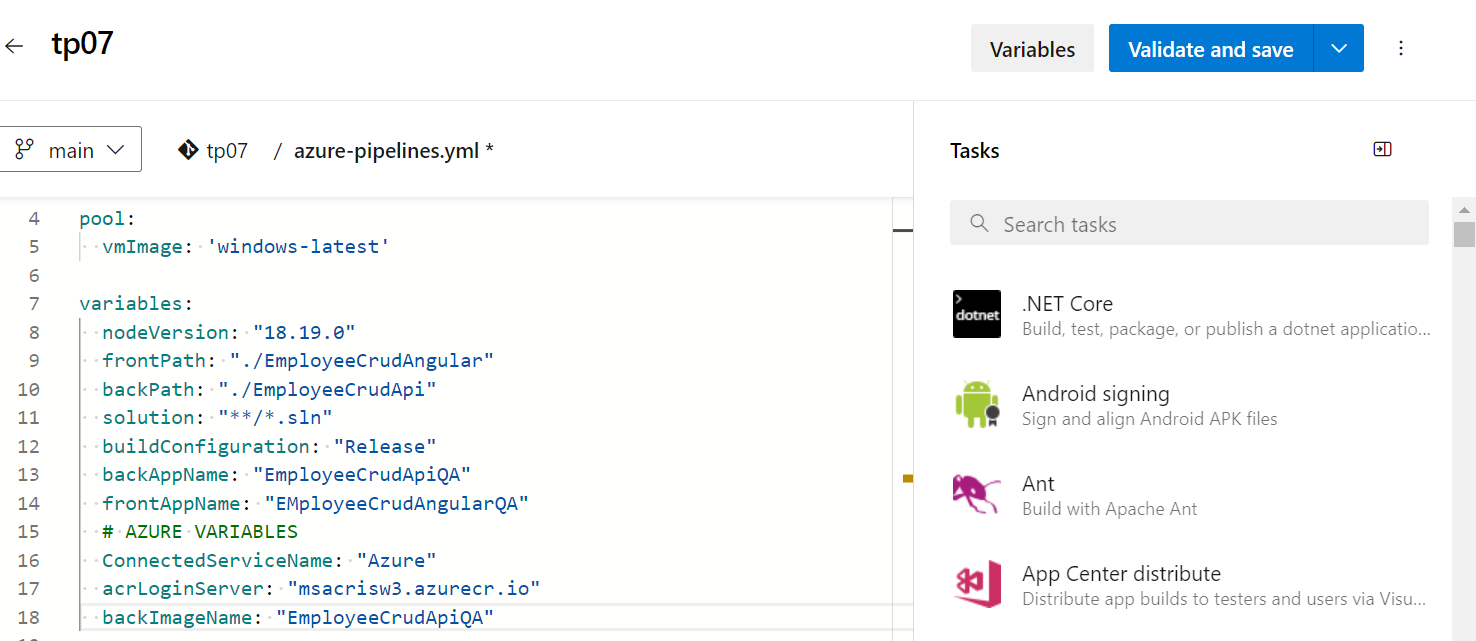 tp07
Variables
Validate and save
main
tp07 / azure-pipelines.yml *
4 pool:
5 vmImage: 'windows-latest'
6
7 variables:
8 nodeVersion: "18.19.0"
9 frontPath: "./EmployeeCrudAngular"
10 backPath: "./EmployeeCrudApi"
11 solution: "**/*.sln"
12 buildConfiguration: "Release"
13 backAppName: "EmployeeCrudApiQA"
14 frontAppName: "EMployeeCrudAngularQA"
15 # AZURE VARIABLES
16 ConnectedServiceName: "Azure"
17 acrLoginServer: "msacrisw3.azurecr.io"
18 backImageName: "EmployeeCrudApiQA"
Tasks
Search tasks
dotnet
.NET Core
Build, test, package, or publish a dotnet applicatio...
Android signing
Sign and align Android APK files
Ant
Build with Apache Ant
App Center distribute
Distribute app builds to testers and users via Visu...